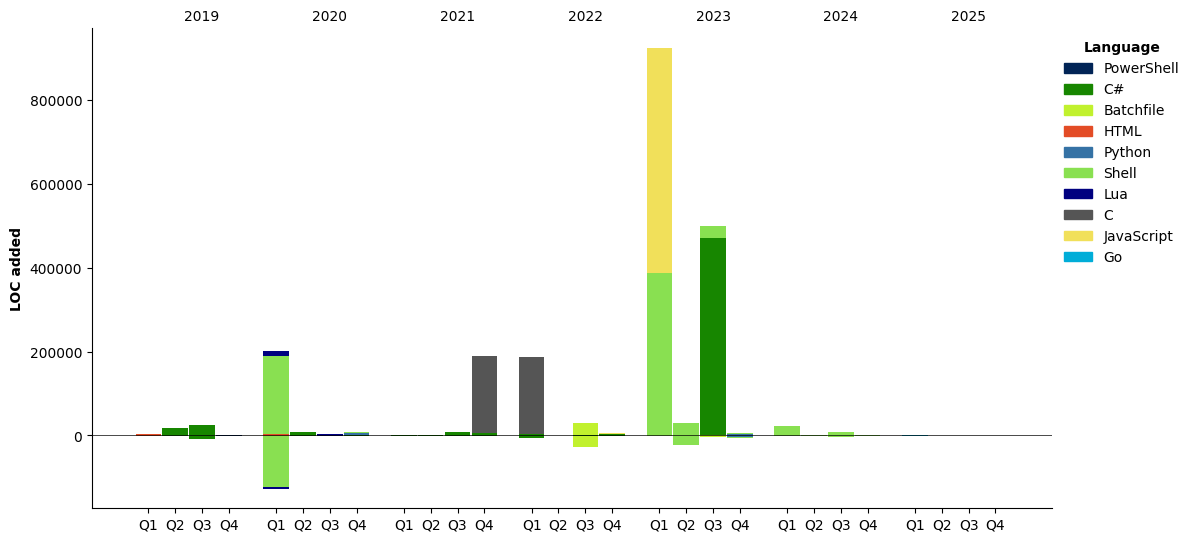 2019 2020 2021 2022 2023 2024 2025
LOC added
800000
600000
400000
200000
0
Q1 Q2 Q3 Q4 Q1 Q2 Q3 Q4 Q1 Q2 Q3 Q4 Q1 Q2 Q3 Q4 Q1 Q2 Q3 Q4 Q1 Q2 Q3 Q4 Q1 Q2 Q3 Q4
Language
PowerShell
C#
Batchfile
HTML
Python
Shell
Lua
C
JavaScript
Go